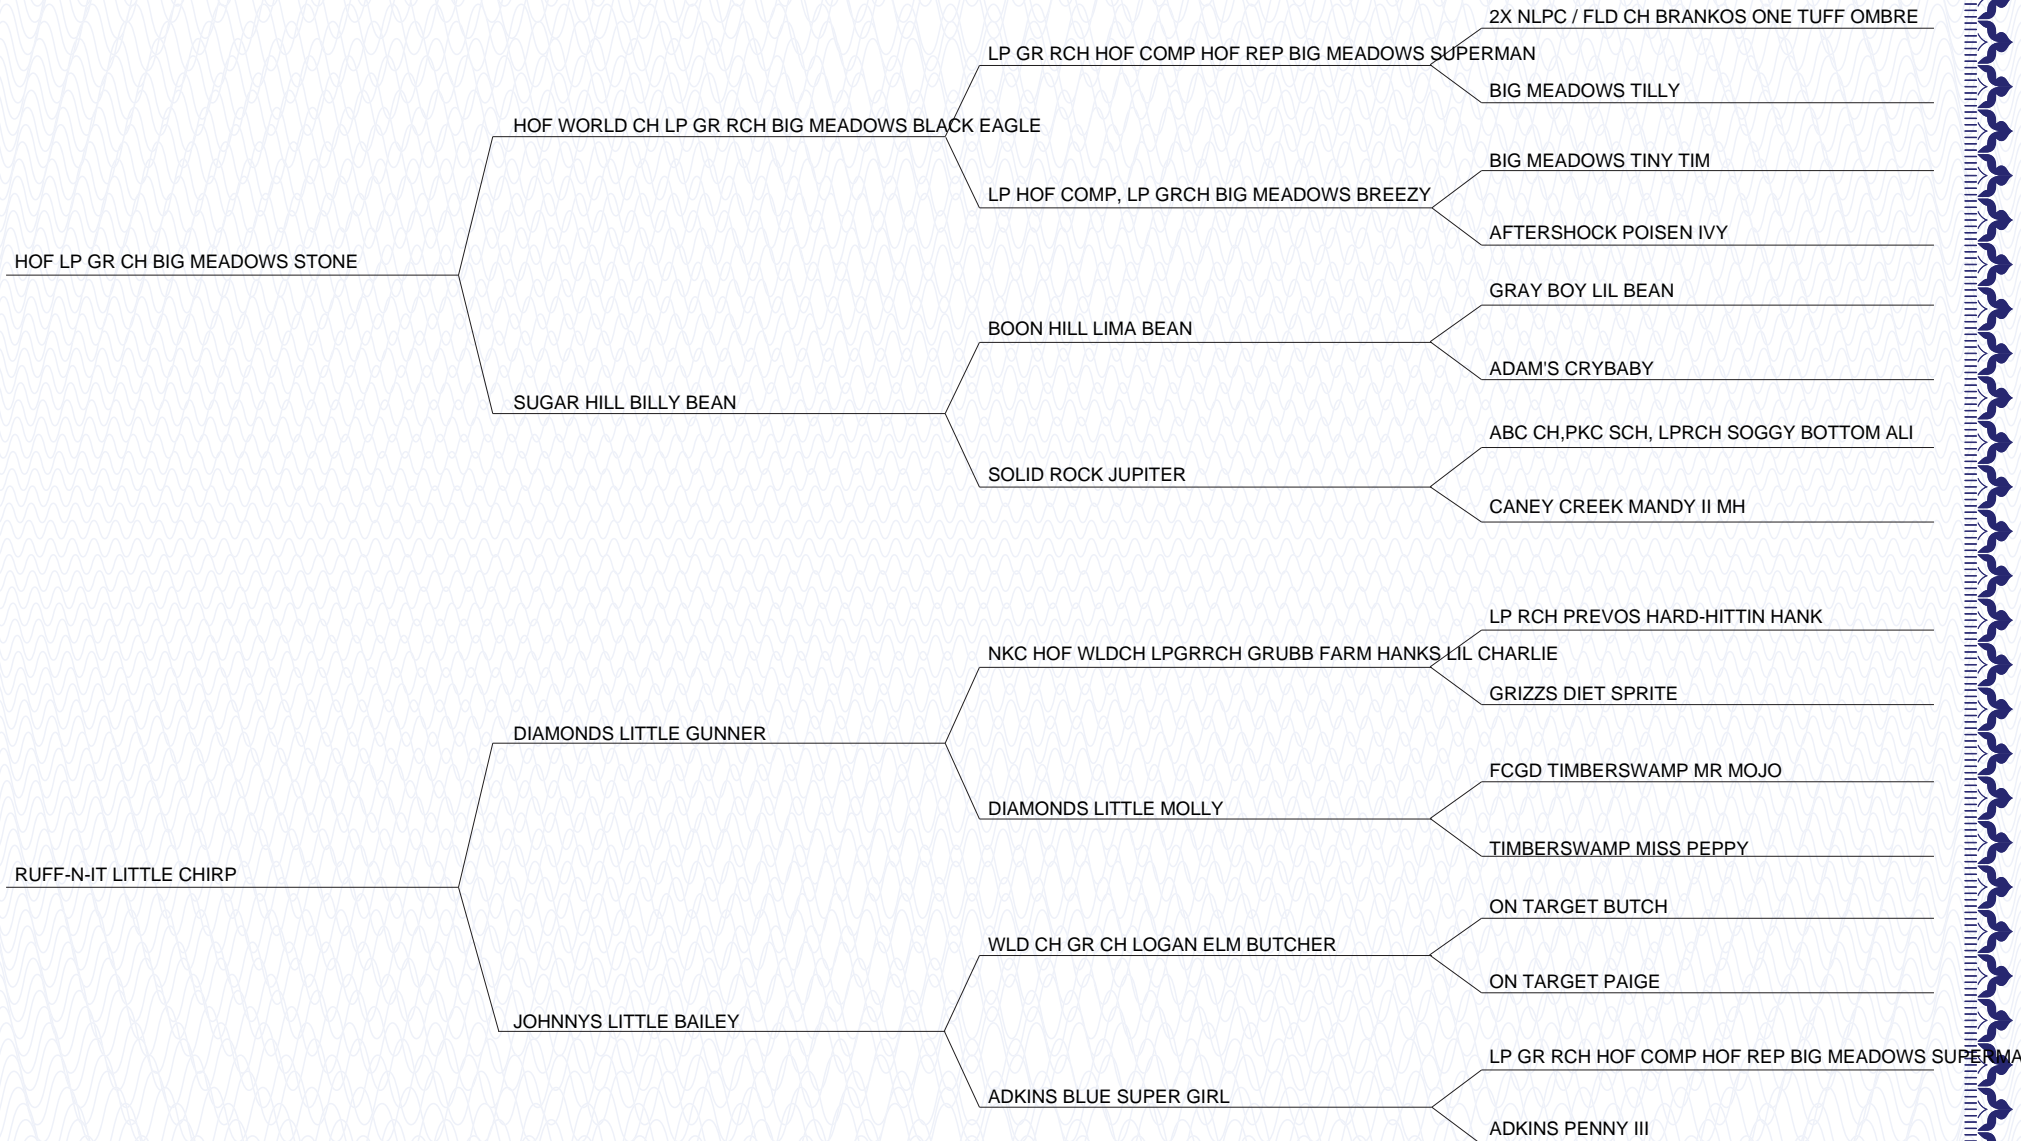 2X NLPC / FLD CH BRANKOS ONE TUFF OMBRE
LP GR RCH HOF COMP HOF REP BIG MEADOWS SUPERMAN
BIG MEADOWS TILLY
HOF WORLD CH LP GR RCH BIG MEADOWS BLACK EAGLE
BIG MEADOWS TINY TIM
LP HOF COMP, LP GRCH BIG MEADOWS BREEZY
AFTERSHOCK POISEN IVY
HOF LP GR CH BIG MEADOWS STONE
GRAY BOY LIL BEAN
BOON HILL LIMA BEAN
ADAM'S CRYBABY
SUGAR HILL BILLY BEAN
ABC CH,PKC SCH, LPRCH SOGGY BOTTOM ALI
SOLID ROCK JUPITER
CANEY CREEK MANDY II MH
LP RCH PREVOS HARD-HITTIN HANK
NKC HOF WLDCH LPGRRCH GRUBB FARM HANKS LIL CHARLIE
GRIZZS DIET SPRITE
DIAMONDS LITTLE GUNNER
FCGD TIMBERSWAMP MR MOJO
DIAMONDS LITTLE MOLLY
TIMBERSWAMP MISS PEPPY
RUFF-N-IT LITTLE CHIRP
ON TARGET BUTCH
WLD CH GR CH LOGAN ELM BUTCHER
ON TARGET PAIGE
JOHNNYS LITTLE BAILEY
LP GR RCH HOF COMP HOF REP BIG MEADOWS SUPERMA
ADKINS BLUE SUPER GIRL
ADKINS PENNY III